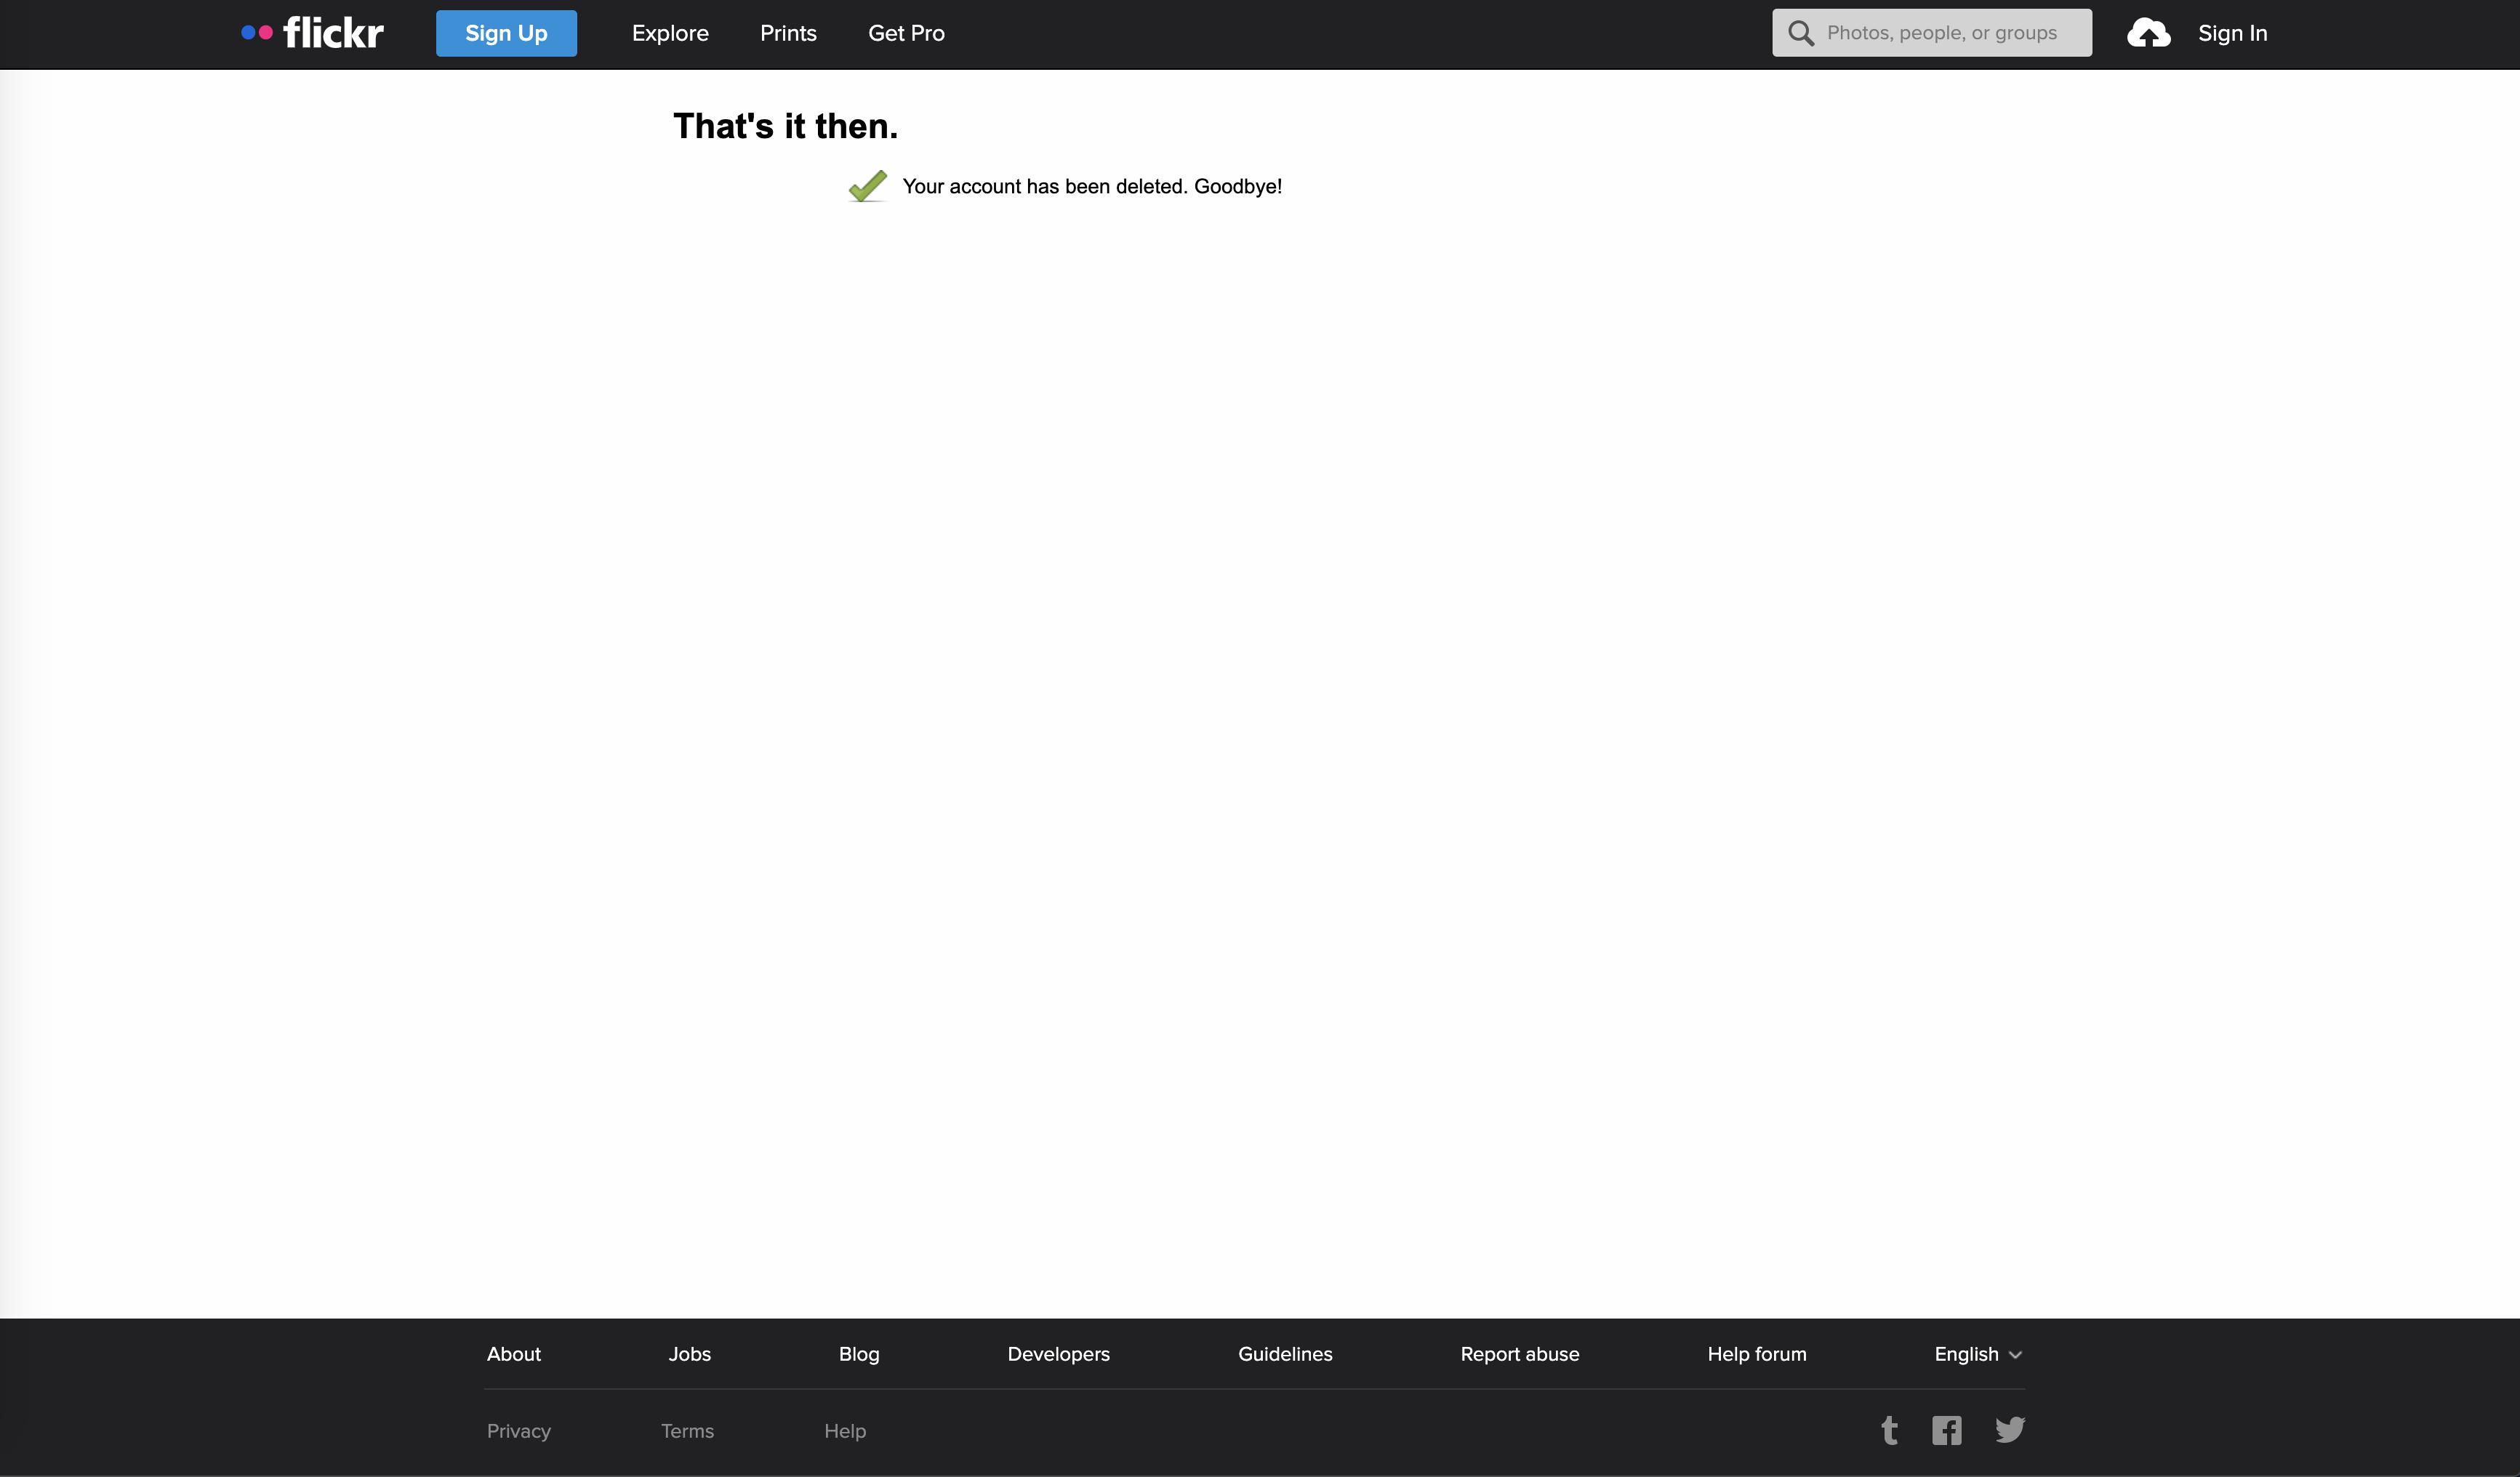 flickr Sign Up Explore Prints Get Pro Photos, people, or groups Sign In
That's it then.
Your account has been deleted. Goodbye!
About Jobs Blog Developers Guidelines Report abuse Help forum English
Privacy Terms Help